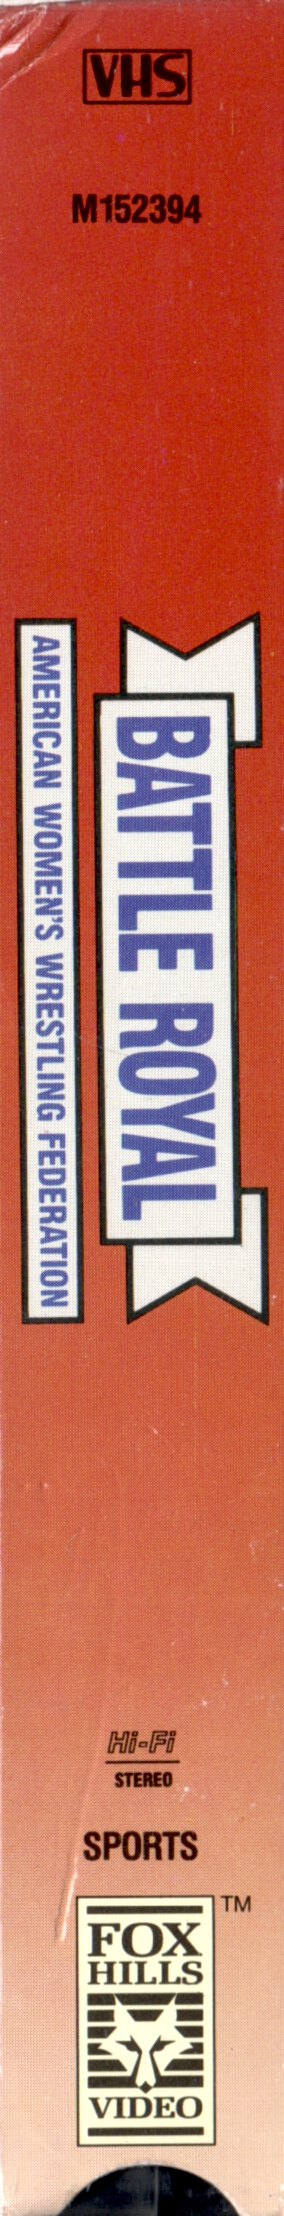 VHS
M152394
BATTLE ROYAL
AMERICAN WOMEN'S WRESTLING FEDERATION
Hi-Fi
STEREO
SPORTS
FOX
HILLS
VIDEO
TM